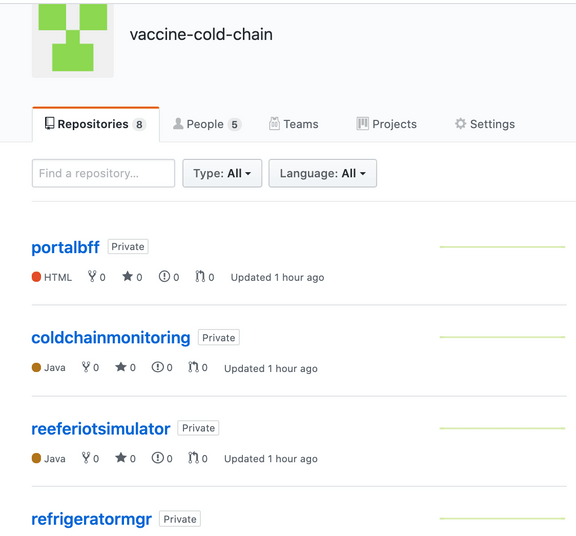 vaccine-cold-chain
Repositories 8 People 5 Teams Projects Settings
Find a repository... Type: All Language: All
portalbff Private
HTML 0 0 0 0 Updated 1 hour ago
coldchainmonitoring Private
Java 0 0 0 0 Updated 1 hour ago
reeferiotsimulator Private
Java 0 0 0 0 Updated 1 hour ago
refrigeratormgr Private